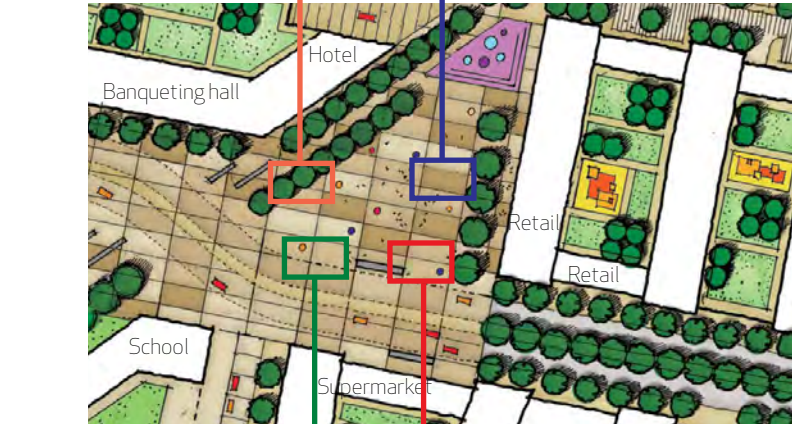 Hotel
Banqueting hall
Retail
Retail
School
Supermarket